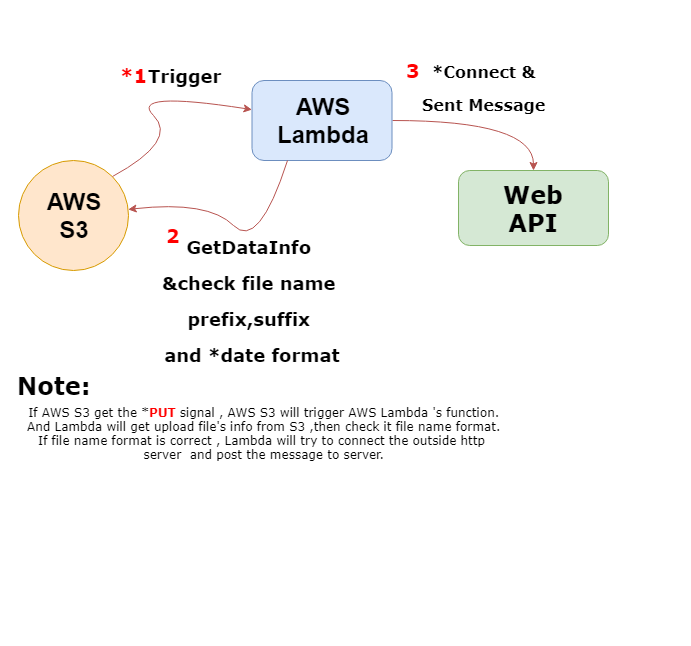 *1Trigger
3 *Connect &
Sent Message
AWS
Lambda
AWS
S3
Web
API
2 GetDataInfo
&check file name
prefix,suffix
and *date format
Note:
If AWS S3 get the *PUT signal , AWS S3 will trigger AWS Lambda 's function.
And Lambda will get upload file's info from S3 ,then check it file name format.
If file name format is correct , Lambda will try to connect the outside http
server  and post the message to server.